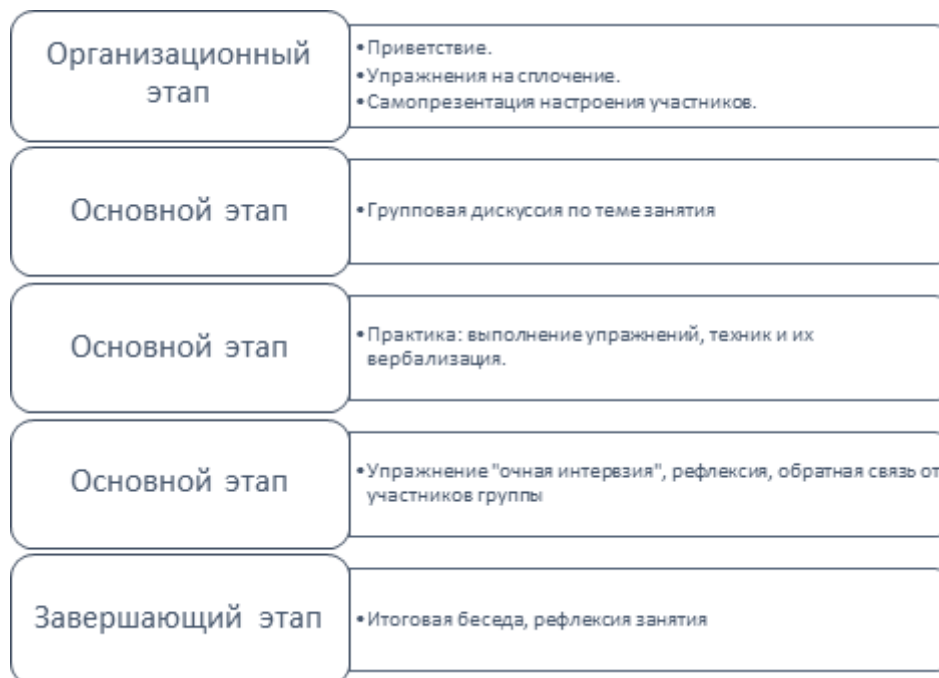 Организационный
этап
•Приветствие.
•Упражнения на сплочение.
•Самопрезентация настроения участников.
Основной этап
•Групповая дискуссия по теме занятия
Основной этап
•Практика: выполнение упражнений, техник и их
вербализация.
Основной этап
•Упражнение "очная интервзия", рефлексия, обратная связь от
участников группы
Завершающий этап
•Итоговая беседа, рефлексия занятия